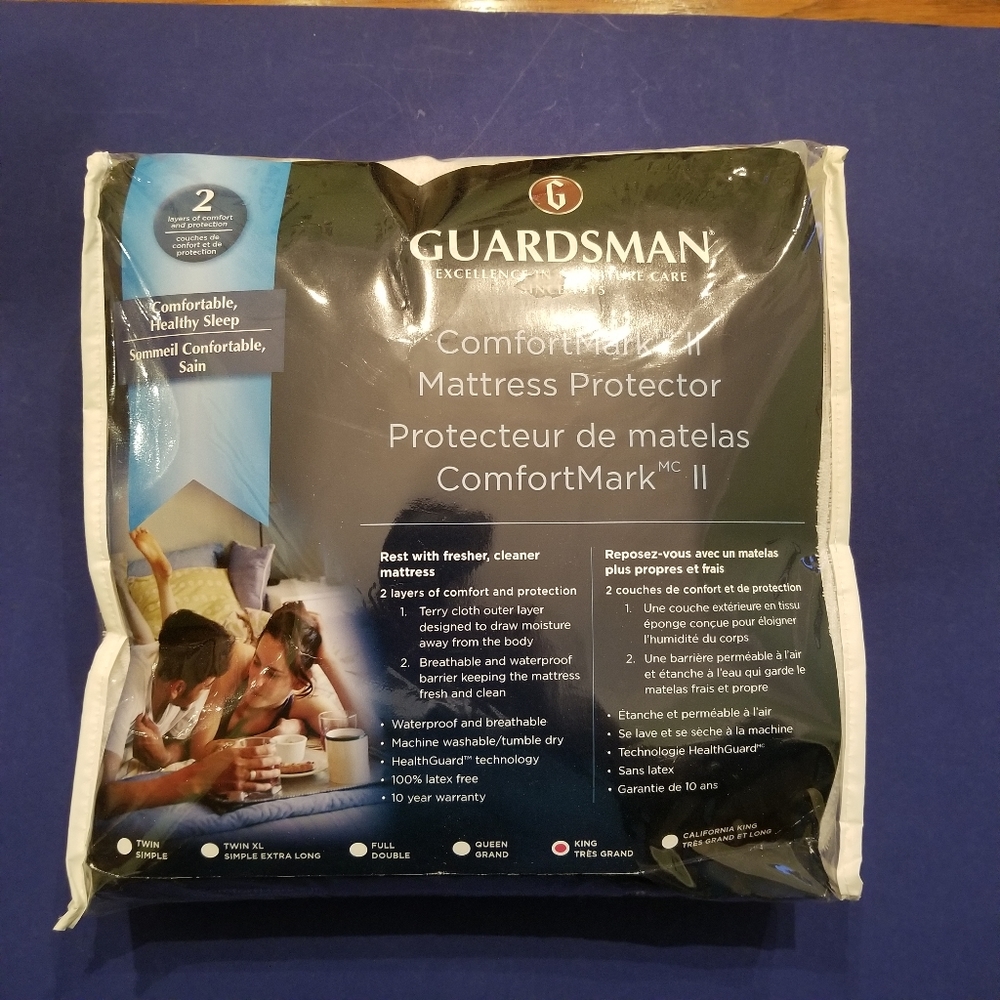 2
layers of comfort
and protection
couches de
confort et de
protection
Comfortable,
Healthy Sleep
Sommeil Confortable,
Sain
G
GUARDSMAN
EXCELLENCE IN CARE
ComfortMark II
Mattress Protector
Protecteur de matelas
ComfortMark MC II
Rest with fresher, cleaner
mattress
2 layers of comfort and protection
1. Terry cloth outer layer
designed to draw moisture
away from the body
2. Breathable and waterproof
barrier keeping the mattress
fresh and clean
• Waterproof and breathable
• Machine washable/tumble dry
• HealthGuard™ technology
• 100% latex free
• 10 year warranty
Reposez-vous avec un matelas
plus propres et frais
2 couches de confort et de protection
1. Une couche extérieure en tissu
éponge conçue pour éloigner
l'humidité du corps
2. Une barrière perméable à l'air
et étanche à l'eau qui garde le
matelas frais et propre
• Étanche et perméable à l'air
• Se lave et se sèche à la machine
• Technologie HealthGuard MC
• Sans latex
• Garantie de 10 ans
TWIN
SIMPLE
TWIN XL
SIMPLE EXTRA LONG
FULL
DOUBLE
QUEEN
GRAND
KING
TRÈS GRAND
CALIFORNIA KING
TRÈS GRAND ET LONG